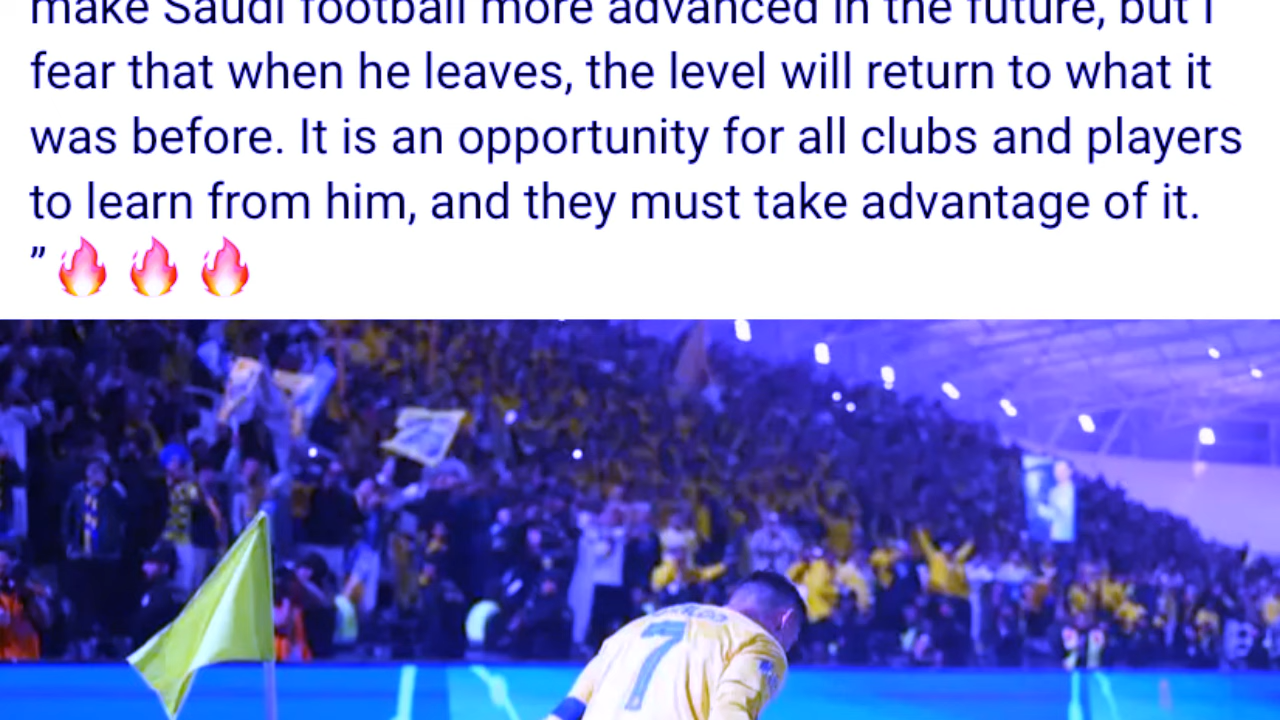 make Saudi football more advanced in the future, but I
fear that when he leaves, the level will return to what it
was before. It is an opportunity for all clubs and players
to learn from him, and they must take advantage of it.
”🔥 🔥 🔥
7